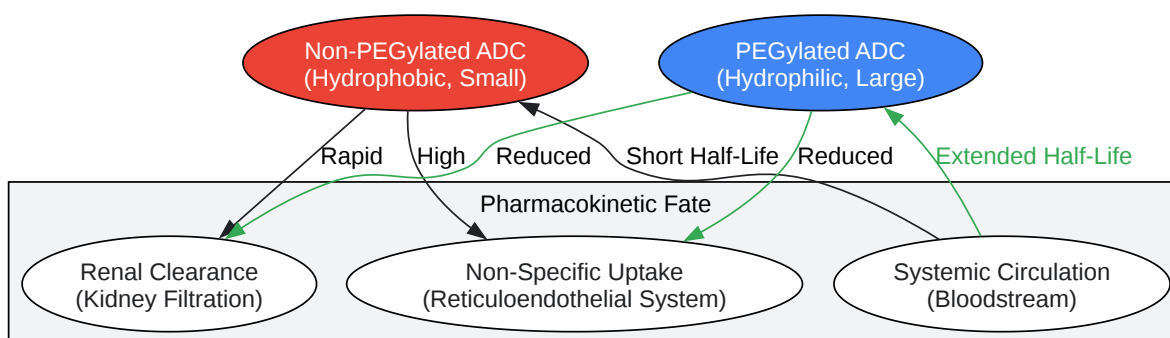 Non-PEGylated ADC
(Hydrophobic, Small)
PEGylated ADC
(Hydrophilic, Large)
Rapid
High
Reduced
Short Half-Life
Reduced
Extended Half-Life
Pharmacokinetic Fate
Renal Clearance
(Kidney Filtration)
Non-Specific Uptake
(Reticuloendothelial System)
Systemic Circulation
(Bloodstream)